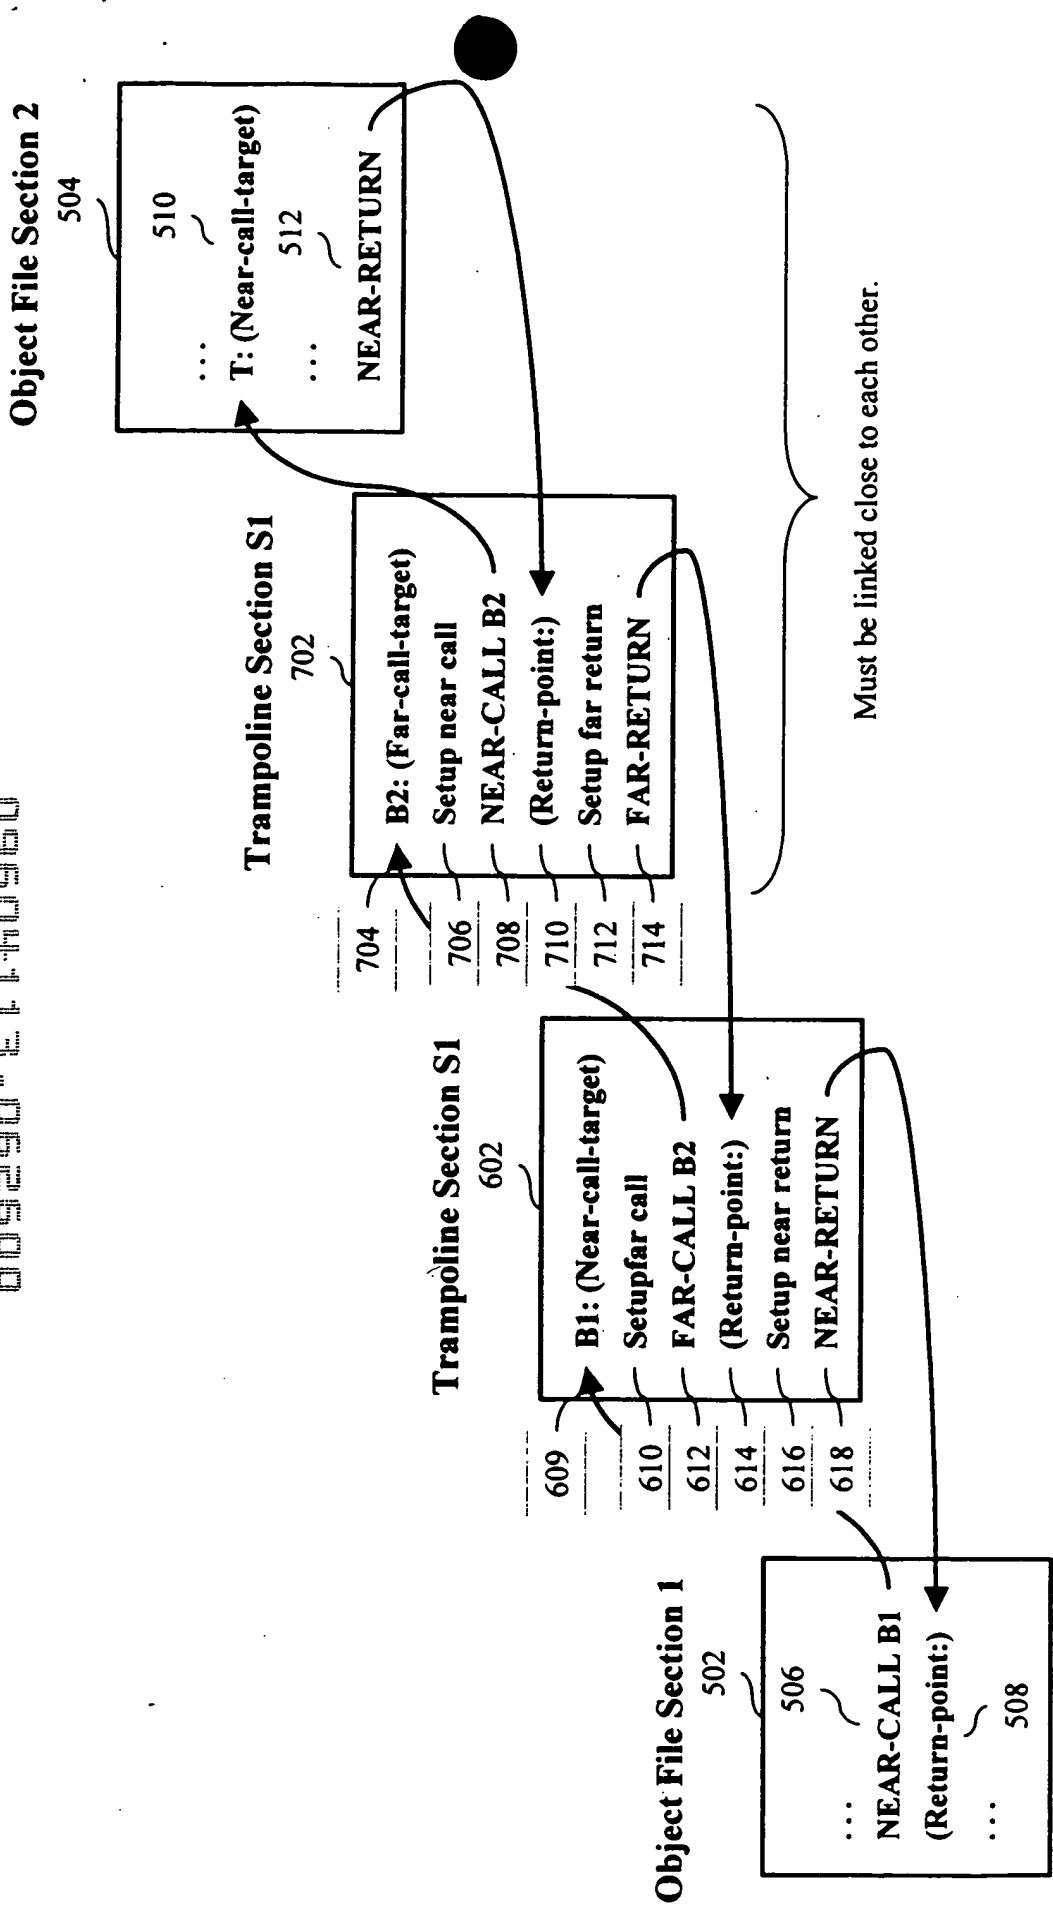 Object File Section 1
502
506
...
NEAR-CALL B1
(Return-point:)
...
508
Trampoline Section S1
602
609
B1: (Near-call-target)
610
Setupfar call
612
FAR-CALL B2
614
(Return-point:)
616
Setup near return
618
NEAR-RETURN
Trampoline Section S1
702
704
B2: (Far-call-target)
706
Setup near call
708
NEAR-CALL B2
710
(Return-point:)
712
Setup far return
714
FAR-RETURN
Object File Section 2
504
510
...
T: (Near-call-target)
512
...
NEAR-RETURN
Must be linked close to each other.
09604113.062600